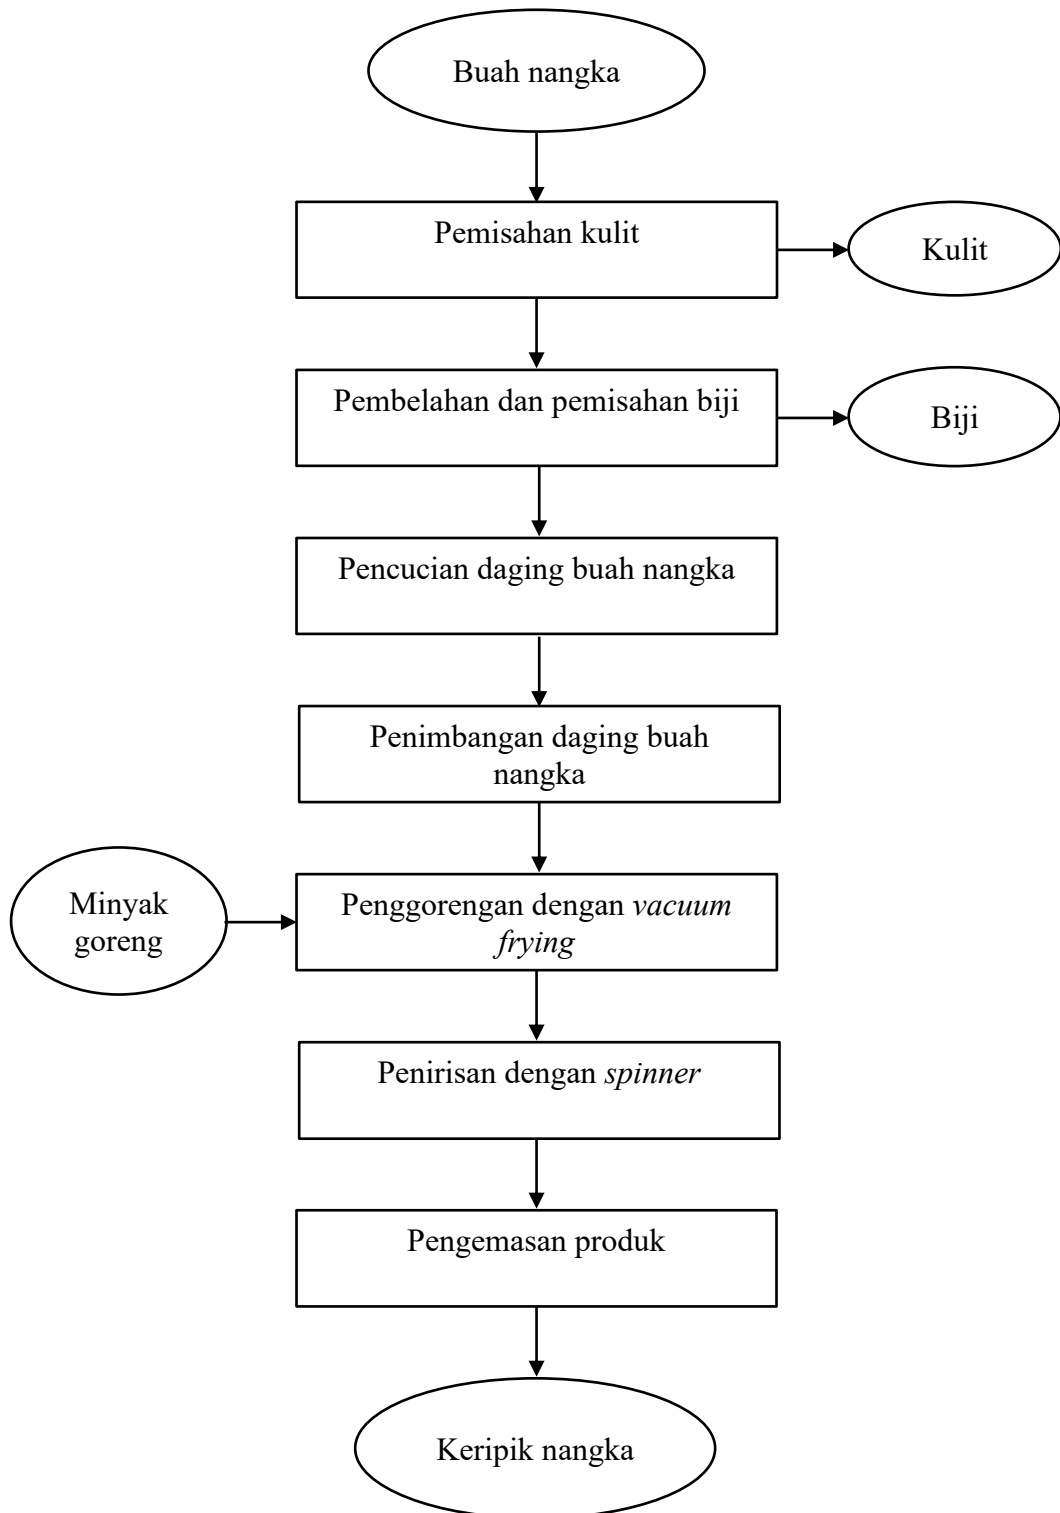 Buah nangka
Pemisahan kulit
Kulit
Pembelahan dan pemisahan biji
Biji
Pencucian daging buah nangka
Penimbangan daging buah
nangka
Minyak
goreng
Penggorengan dengan vacuum
frying
Penirisan dengan spinner
Pengemasan produk
Keripik nangka